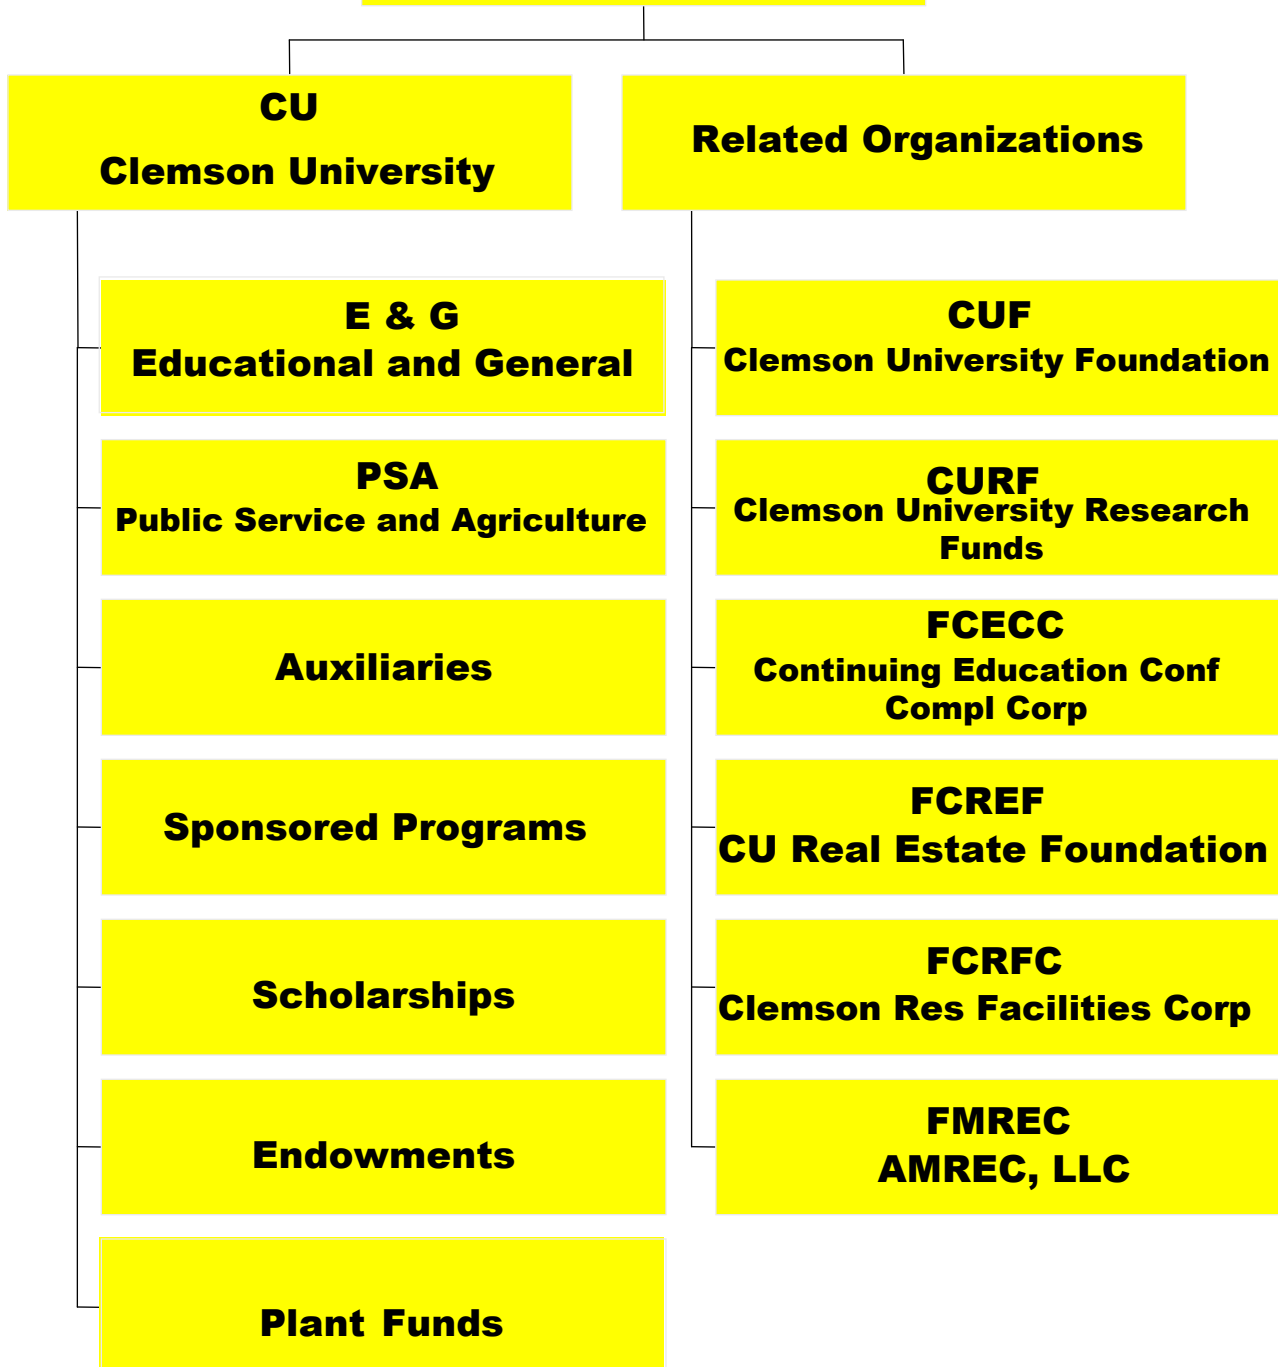 CU
Clemson University
Related Organizations
E & G
Educational and General
PSA
Public Service and Agriculture
Auxiliaries
Sponsored Programs
Scholarships
Endowments
Plant Funds
CUF
Clemson University Foundation
CURF
Clemson University Research
Funds
FCECC
Continuing Education Conf
Compl Corp
FCREF
CU Real Estate Foundation
FCRFC
Clemson Res Facilities Corp
FMREC
AMREC, LLC